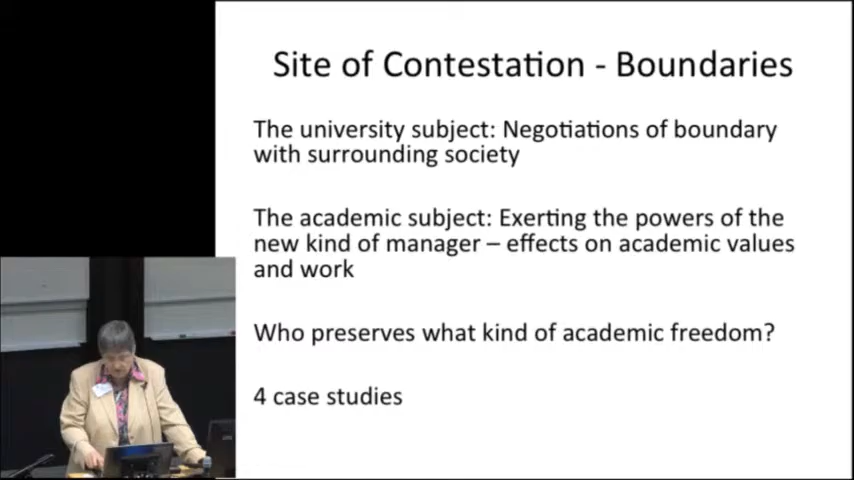 Site of Contestation - Boundaries
The university subject: Negotiations of boundary
with surrounding society
The academic subject: Exerting the powers of the
new kind of manager – effects on academic values
and work
Who preserves what kind of academic freedom?
4 case studies